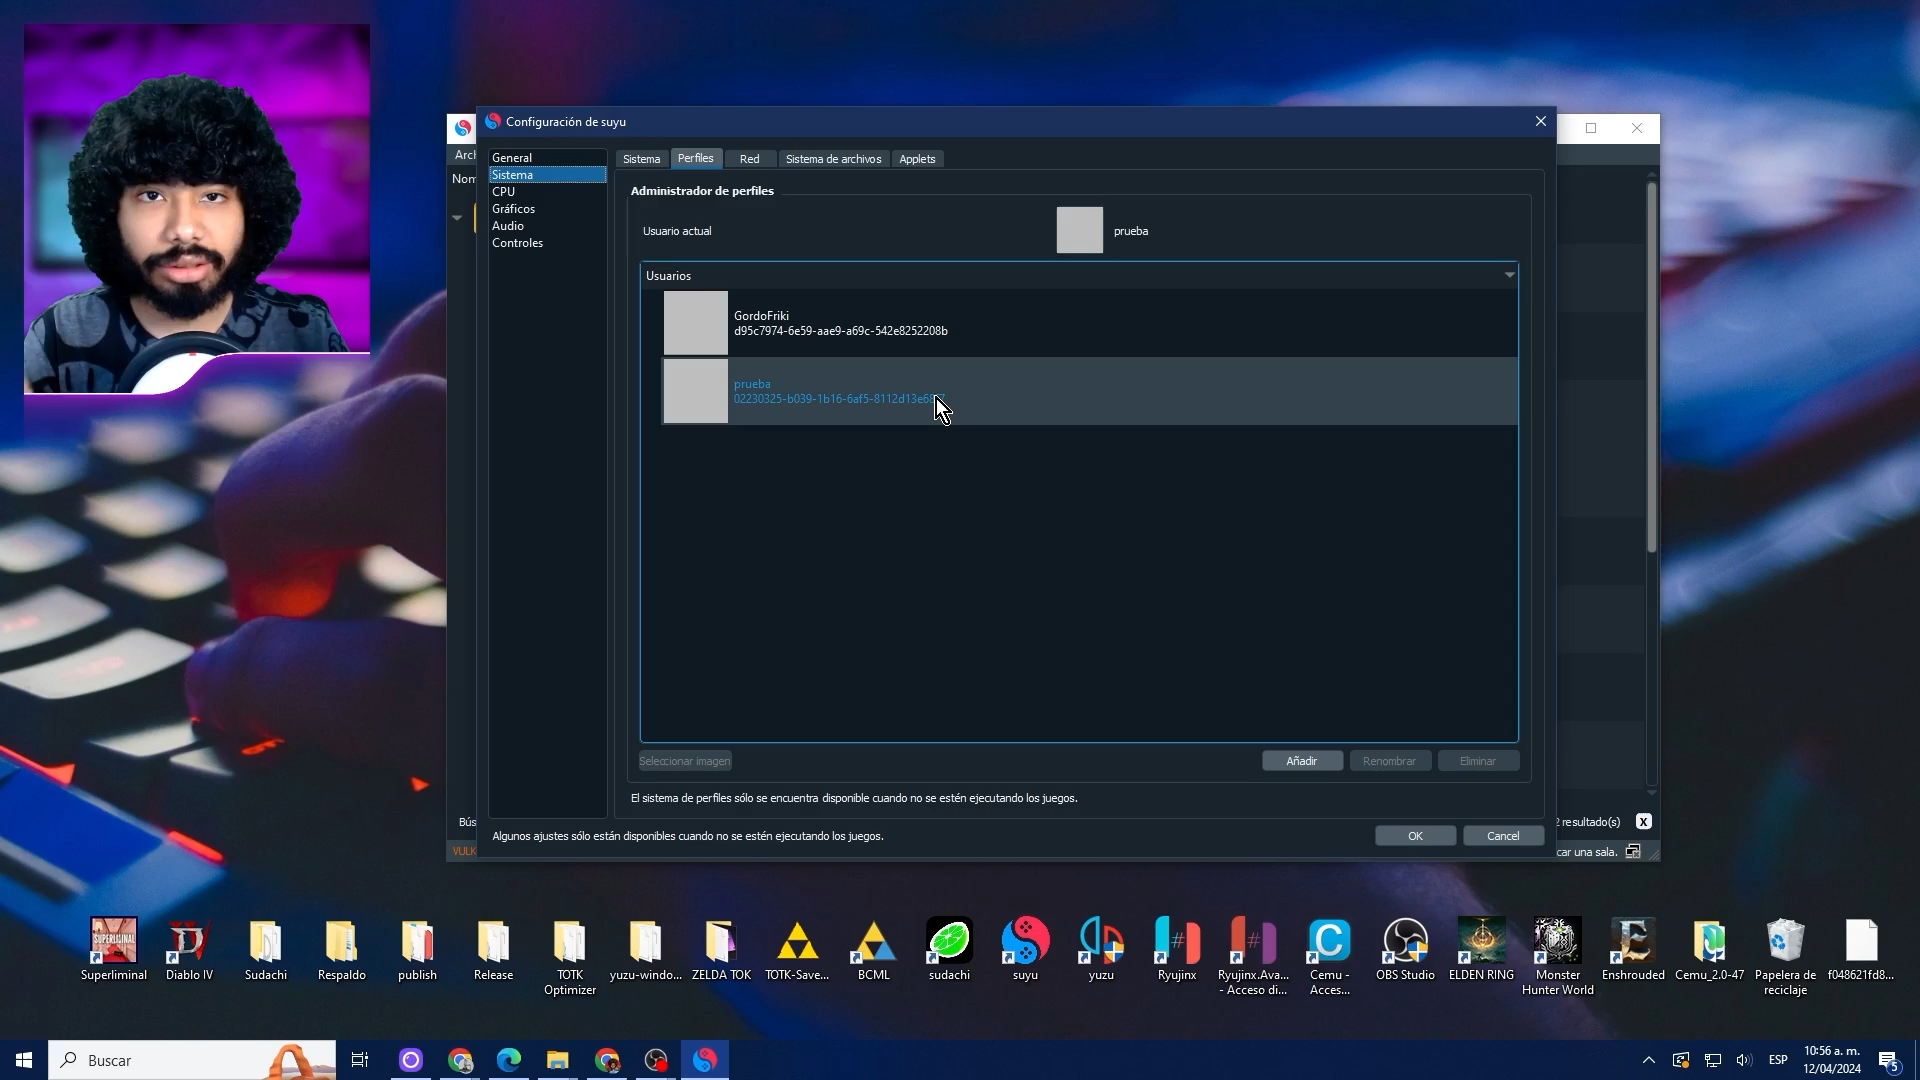 Configuración de suyu
Arch
Nom
General
Sistema
CPU
Gráficos
Audio
Controles
Sistema
Perfiles
Red
Sistema de archivos
Applets
Administrador de perfiles
Usuario actual
prueba
Usuarios
GordoFriki
d95c7974-6e59-aae9-a69c-542e8252208b
prueba
Seleccionar imagen
Añadir
Renombrar
Eliminar
El sistema de perfiles sólo se encuentra disponible cuando no se estén ejecutando los juegos.
Algunos ajustes sólo están disponibles cuando no se estén ejecutando los juegos.
OK
Cancel
Bús
resultado(s)
X
VULK
car una sala.
SUPERLIMINAL
Superliminal
Diablo IV
Sudachi
Respaldo
publish
Release
TOTK
Optimizer
yuzu-windo...
ZELDA TOK
TOTK-Save...
BCML
sudachi
suyu
yuzu
Ryujinx
Ryujinx.Ava...
- Acceso di...
Cemu -
Acces...
OBS Studio
ELDEN RING
Monster
Hunter World
Enshrouded
Cemu_2.0-47
Papelera de
reciclaje
f048621fd8...
Buscar
ESP
10:56 a. m.
12/04/2024
5